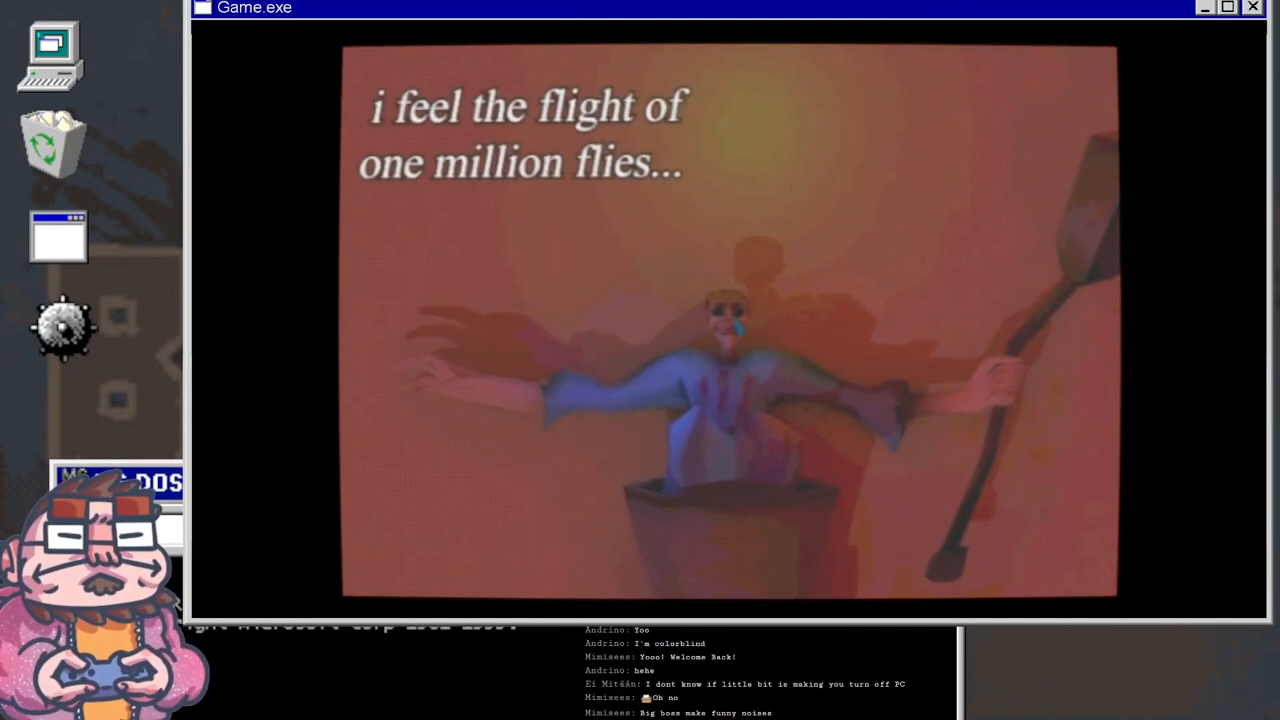 Game.exe
i feel the flight of
one million flies...
DOS
Andrino: Yoo
Andrino: I'm colorblind
Mimisees: Yooo! Welcome Back!
Andrino: hehe
Ei Mitään: I dont know if little bit is making you turn off PC
Mimisees: Oh no
Mimisees: Big boss make funny noises